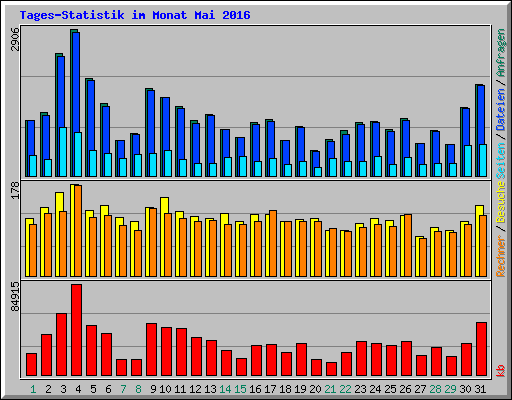 Tages-Statistik im Monat Mai 2016
2906
178
84915
Rechner / Besuche Seiten / Dateien / Anfragen
kb
1 2 3 4 5 6 7 8 9 10 11 12 13 14 15 16 17 18 19 20 21 22 23 24 25 26 27 28 29 30 31